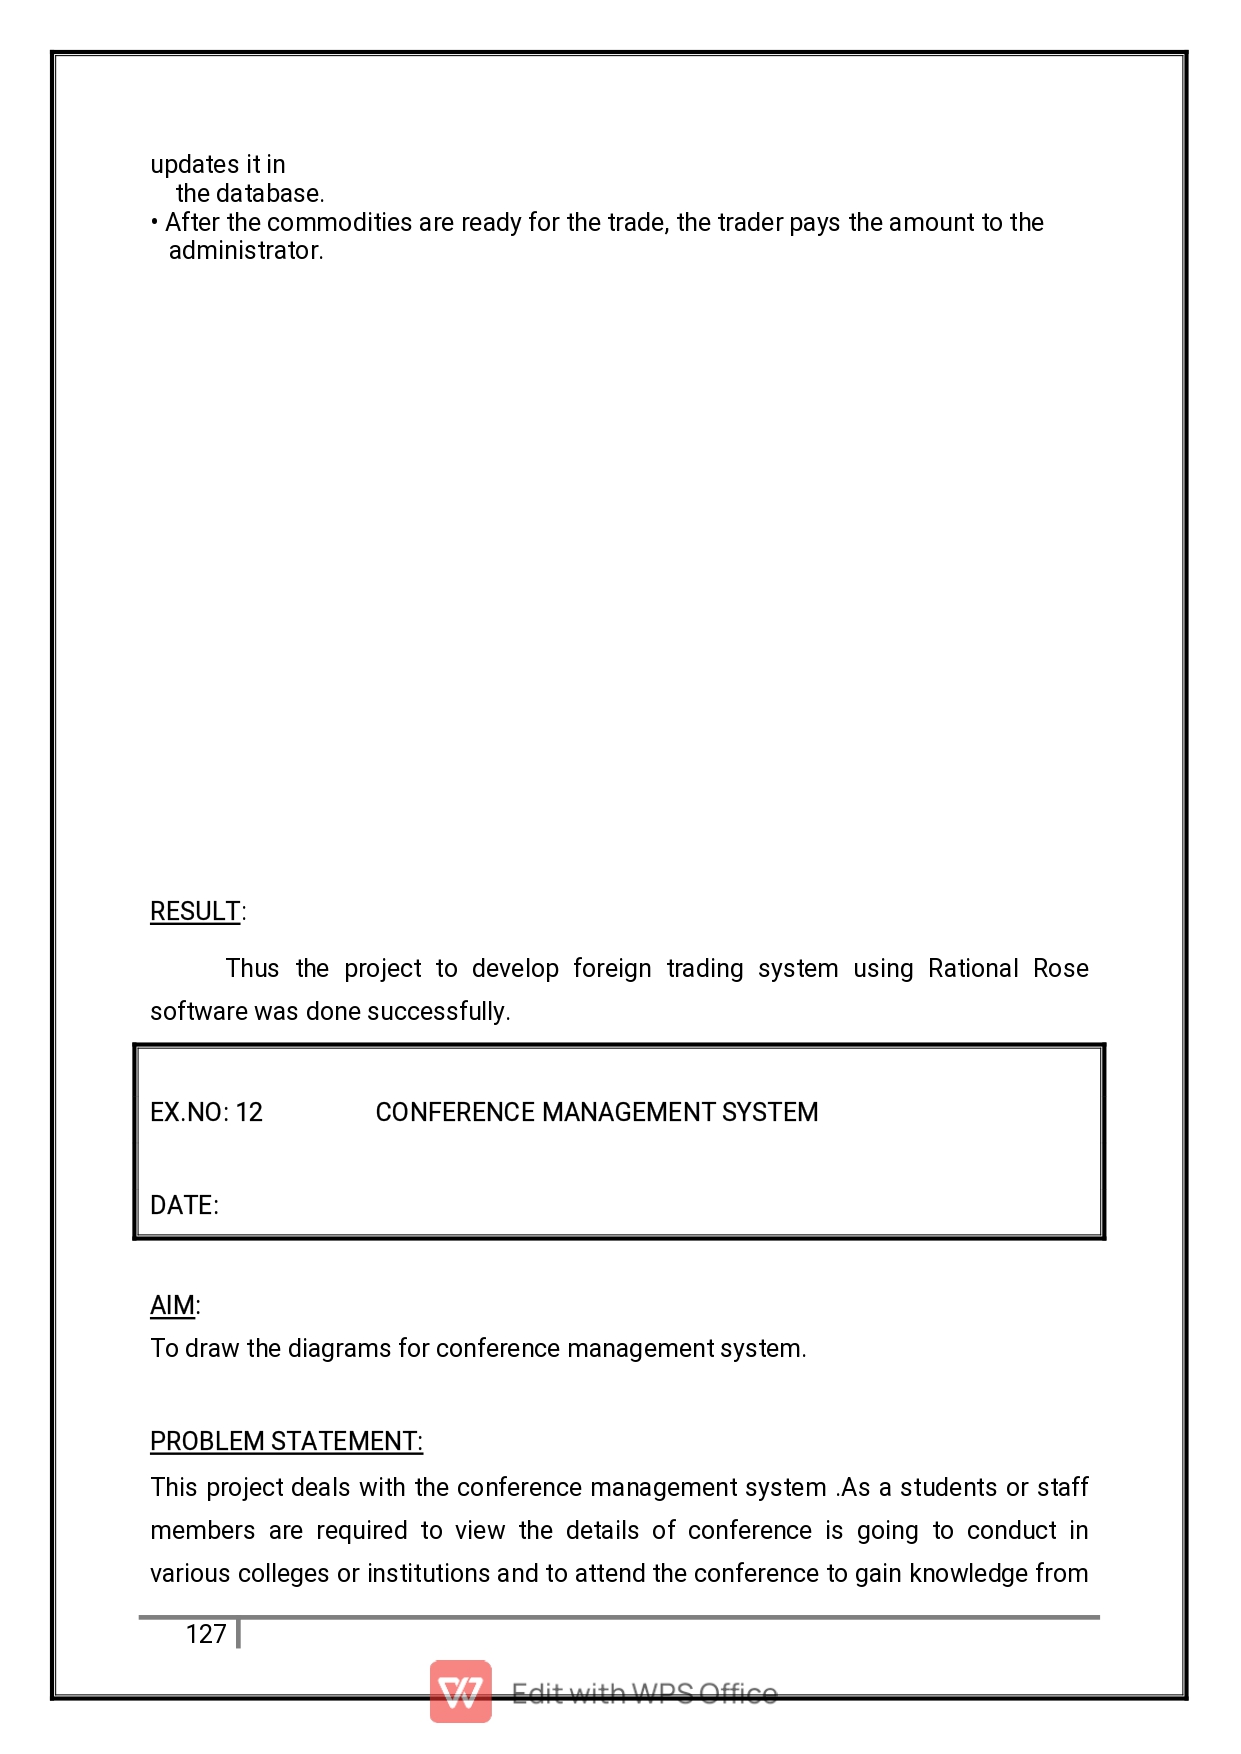 updates it in
the database.
• After the commodities are ready for the trade, the trader pays the amount to the
administrator.
RESULT:
Thus the project to develop foreign trading system using Rational Rose
software was done successfully.
EX.NO: 12 CONFERENCE MANAGEMENT SYSTEM
DATE:
AIM:
To draw the diagrams for conference management system.
PROBLEM STATEMENT:
This project deals with the conference management system .As a students or staff
members are required to view the details of conference is going to conduct in
various colleges or institutions and to attend the conference to gain knowledge from
127
Edit with WPS Office